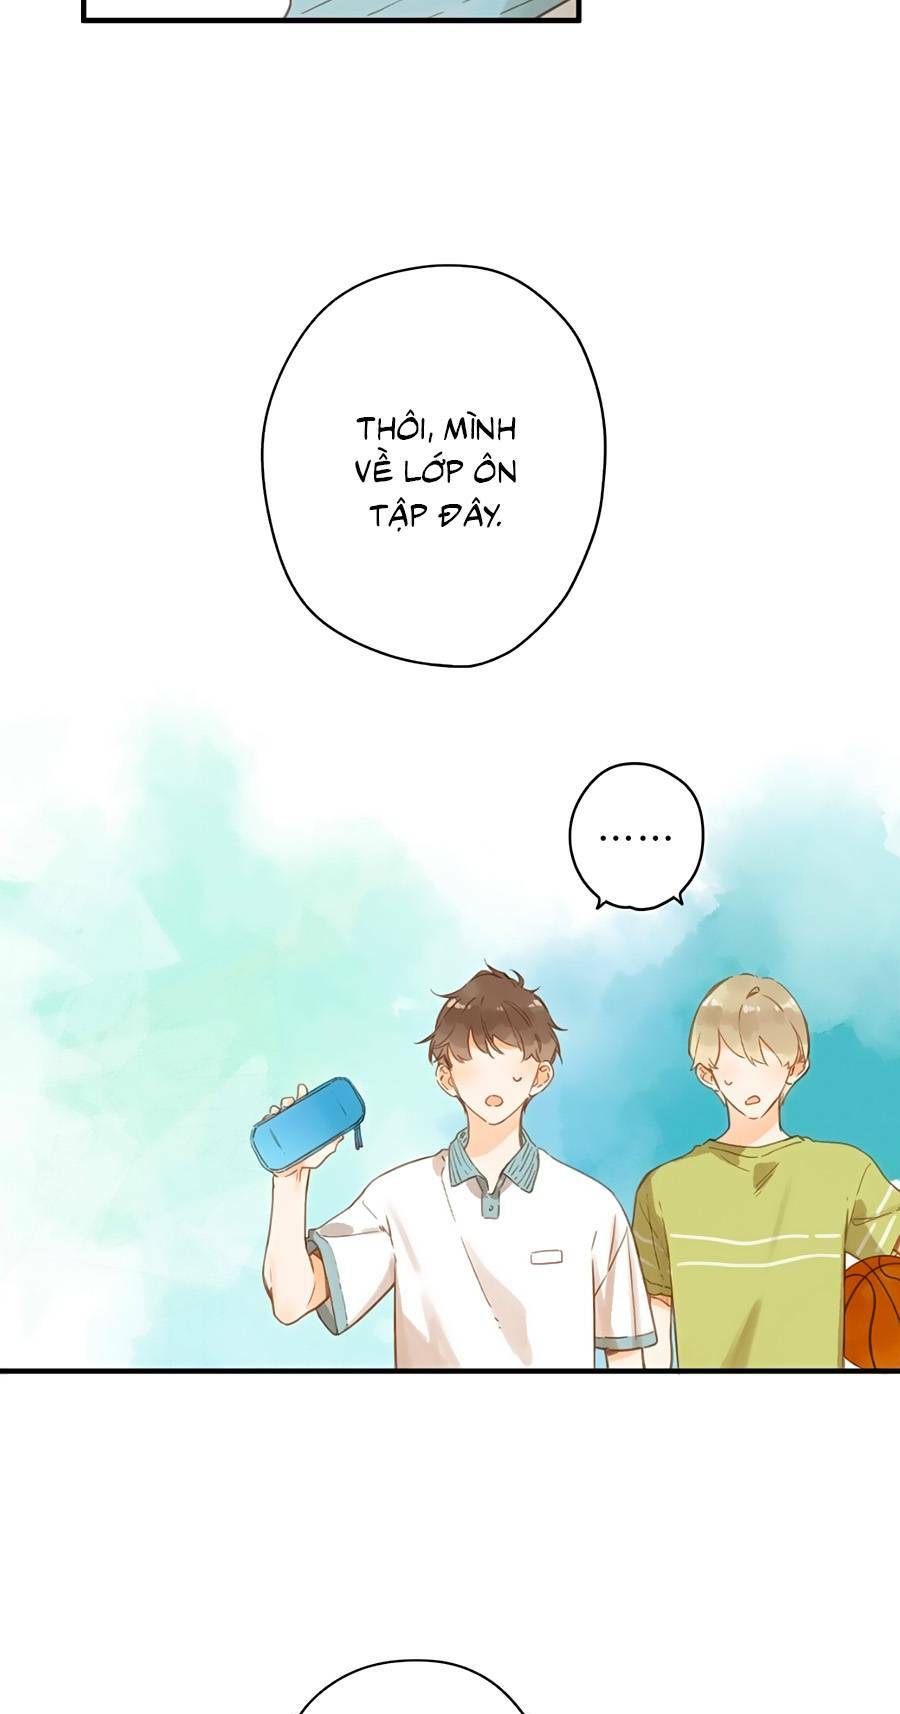 THÔI, MÌNH
VỀ LỚP ÔN
TẬP ĐÂY.
......